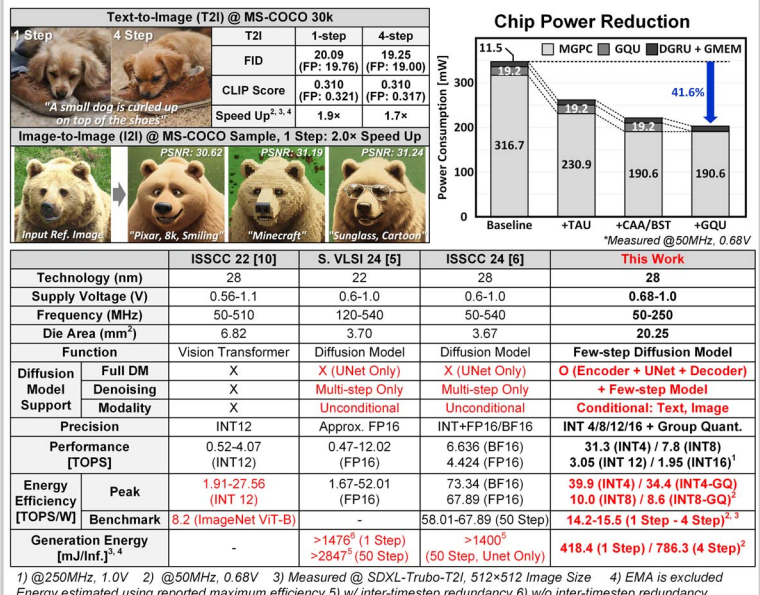 Text-to-Image (T2I) @ MS-COCO 30k
1 Step
4 Step
"A small dog is curled up
on top of the shoes"
T2I 1-step 4-step
FID 20.09 (FP: 19.76) 19.25 (FP: 19.00)
CLIP Score 0.310 (FP: 0.321) 0.310 (FP: 0.317)
Speed Up2, 3, 4 1.9× 1.7×
Image-to-Image (I2I) @ MS-COCO Sample, 1 Step: 2.0× Speed Up
Input Ref. Image
PSNR: 30.62
"Pixar, 8k, Smiling"
PSNR: 31.19
"Minecraft"
PSNR: 31.24
"Sunglass, Cartoon"
Chip Power Reduction
MGPC GQU DGRU + GMEM
Power Consumption [mW]
300
200
100
0
11.5
19.2
316.7
19.2
230.9
19.2
190.6
190.6
41.6%
Baseline +TAU +CAA/BST +GQU
*Measured @50MHz, 0.68V
ISSCC 22 [10] S. VLSI 24 [5] ISSCC 24 [6] This Work
Technology (nm) 28 22 28 28
Supply Voltage (V) 0.56-1.1 0.6-1.0 0.6-1.0 0.68-1.0
Frequency (MHz) 50-510 120-540 50-540 50-250
Die Area (mm2) 6.82 3.70 3.67 20.25
Function Vision Transformer Diffusion Model Diffusion Model Few-step Diffusion Model
Diffusion Model Support
Full DM X X (UNet Only) X (UNet Only) O (Encoder + UNet + Decoder)
Denoising X Multi-step Only Multi-step Only + Few-step Model
Modality X Unconditional Unconditional Conditional: Text, Image
Precision INT12 Approx. FP16 INT+FP16/BF16 INT 4/8/12/16 + Group Quant.
Performance [TOPS] 0.52-4.07 (INT12) 0.47-12.02 (FP16) 6.636 (BF16) 4.424 (FP16) 31.3 (INT4) / 7.8 (INT8) 3.05 (INT 12) / 1.95 (INT16)1
Energy Efficiency [TOPS/W]
Peak 1.91-27.56 (INT 12) 1.67-52.01 (FP16) 73.34 (BF16) 67.89 (FP16) 39.9 (INT4) / 34.4 (INT4-GQ) 10.0 (INT8) / 8.6 (INT8-GQ)2
Benchmark 8.2 (ImageNet ViT-B) - 58.01-67.89 (50 Step) 14.2-15.5 (1 Step - 4 Step)2, 3
Generation Energy [mJ/Inf.]3, 4 - >14766 (1 Step) >28475 (50 Step) >14005 (50 Step, Unet Only) 418.4 (1 Step) / 786.3 (4 Step)2
1) @250MHz, 1.0V 2) @50MHz, 0.68V 3) Measured @ SDXL-Trubo-T2I, 512×512 Image Size 4) EMA is excluded
Energy estimated using reported maximum efficiency 5) w/ inter-timestep redundancy 6) w/o inter-timestep redundancy